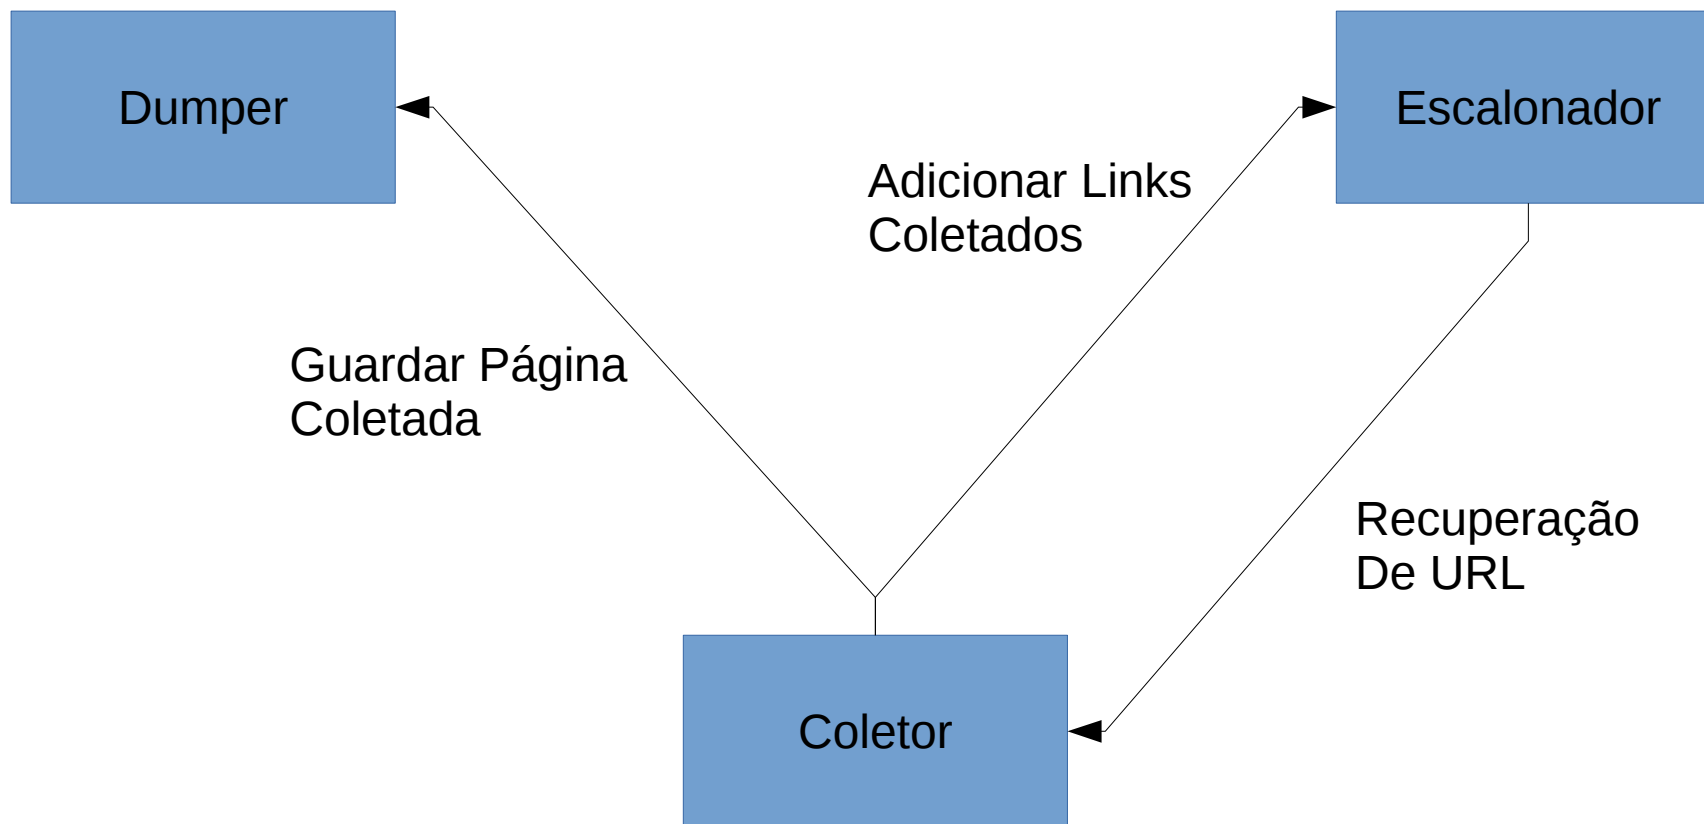 Dumper
Escalonador
Adicionar Links
Coletados
Guardar Página
Coletada
Recuperação
De URL
Coletor